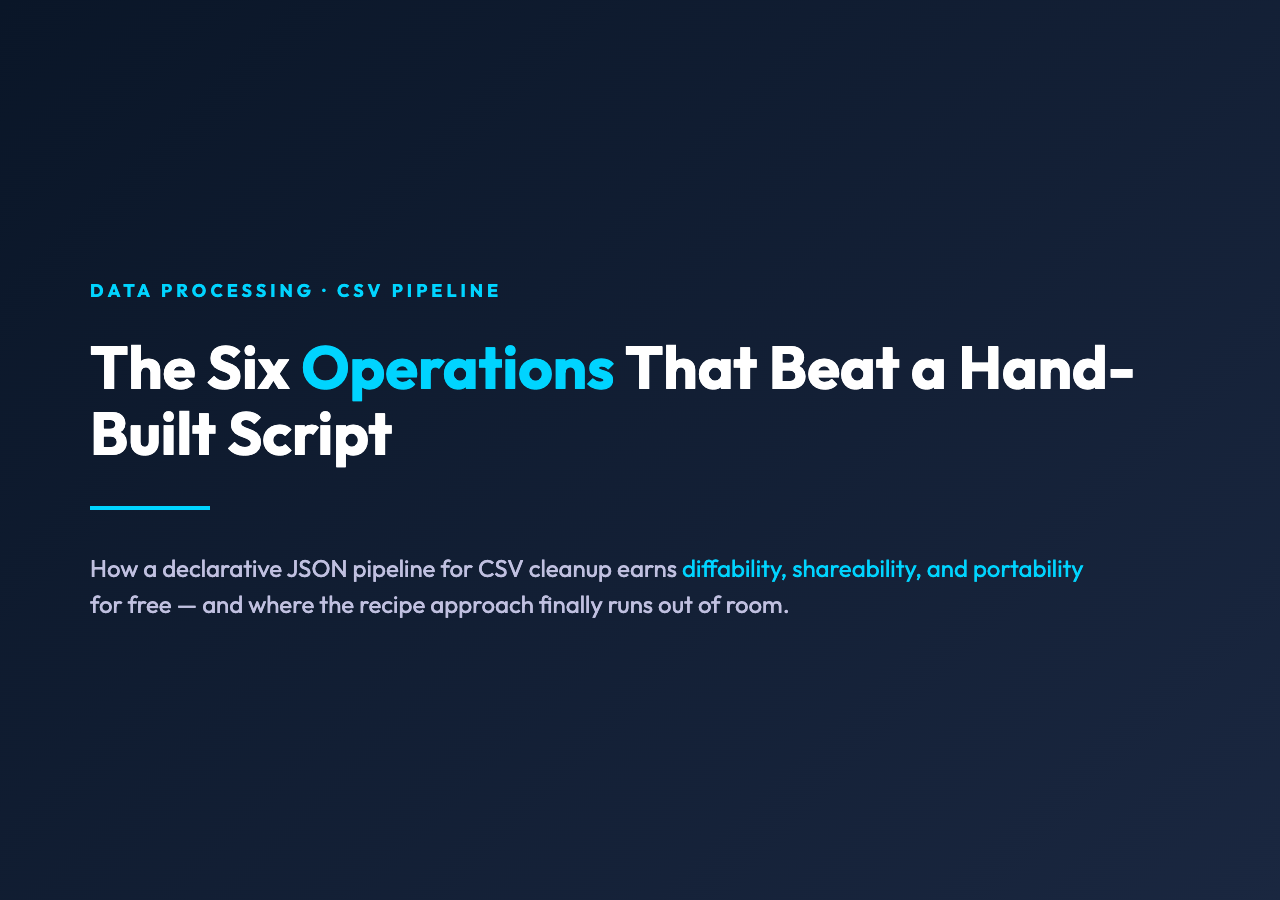 DATA PROCESSING · CSV PIPELINE
The Six Operations That Beat a Hand-
Built Script
How a declarative JSON pipeline for CSV cleanup earns diffability, shareability, and portability
for free — and where the recipe approach finally runs out of room.